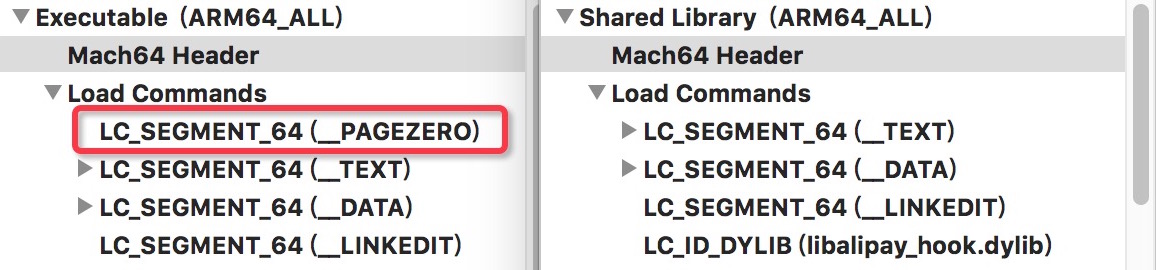 Executable (ARM64_ALL)
Mach64 Header
Load Commands
LC_SEGMENT_64 (__PAGEZERO)
LC_SEGMENT_64 (__TEXT)
LC_SEGMENT_64 (__DATA)
LC_SEGMENT_64 (__LINKEDIT)
Shared Library (ARM64_ALL)
Mach64 Header
Load Commands
LC_SEGMENT_64 (__TEXT)
LC_SEGMENT_64 (__DATA)
LC_SEGMENT_64 (__LINKEDIT)
LC_ID_DYLIB (libalipay_hook.dylib)